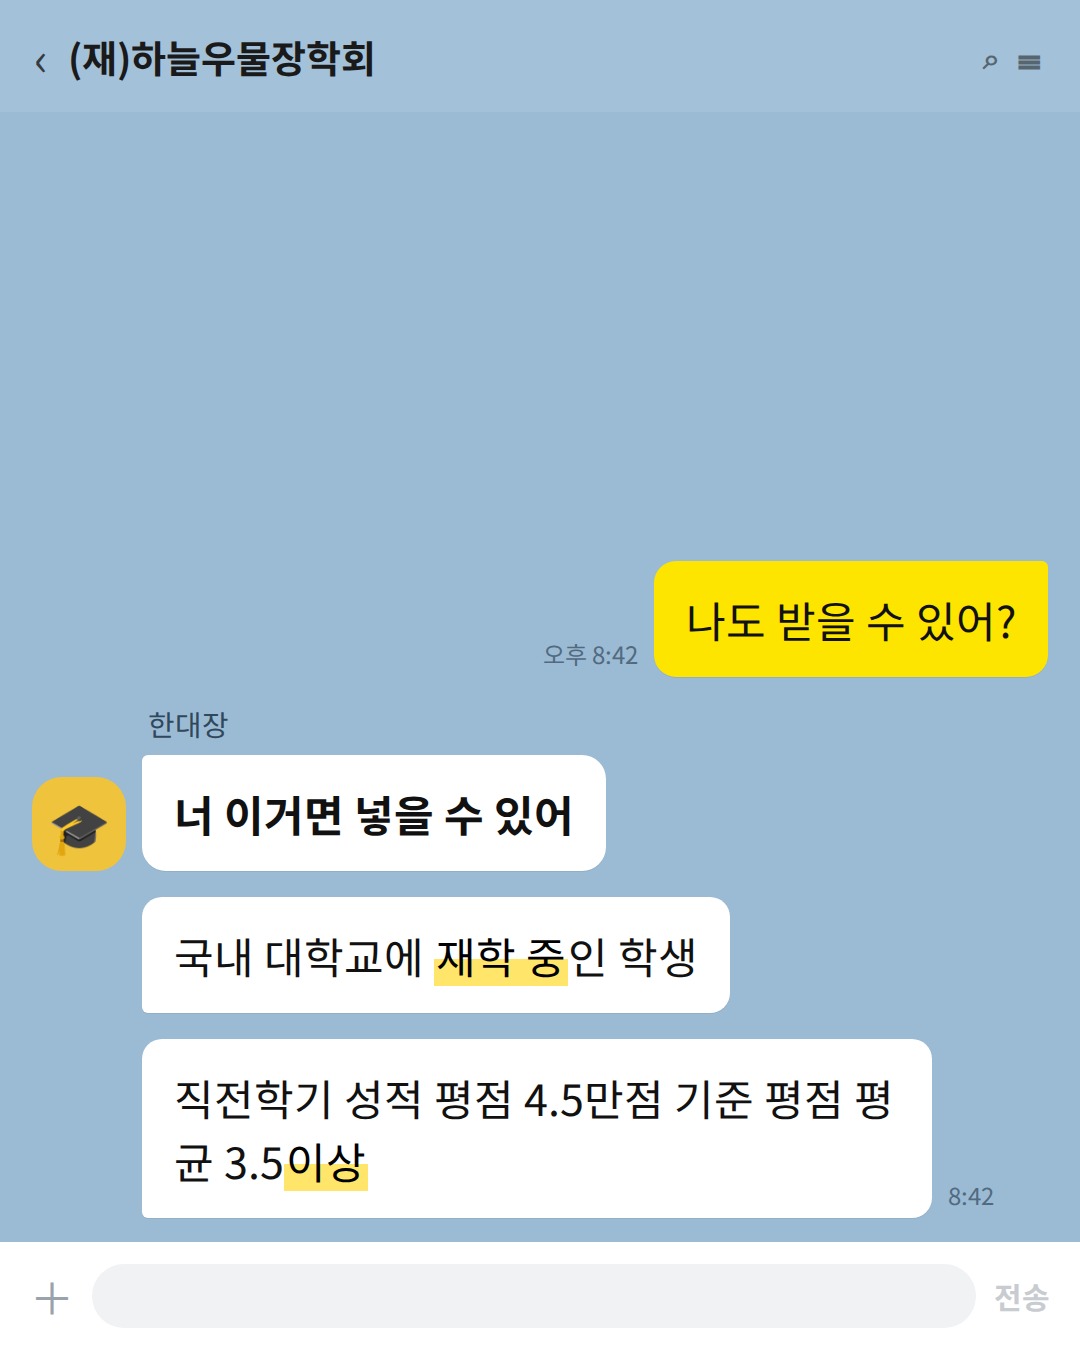 (재)하늘우물장학회
나도 받을 수 있어?
오후 8:42
한대장
너 이거면 넣을 수 있어
국내 대학교에 재학 중인 학생
직전학기 성적 평점 4.5만점 기준 평점 평
균 3.5이상
8:42
전송